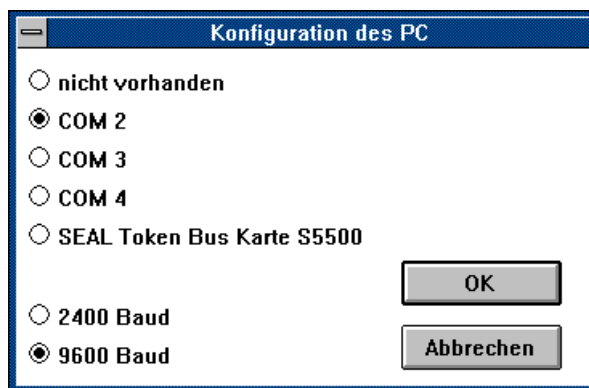 Konfiguration des PC
nicht vorhanden
COM 2
COM 3
COM 4
SEAL Token Bus Karte S5500
OK
2400 Baud
Abbrechen
9600 Baud